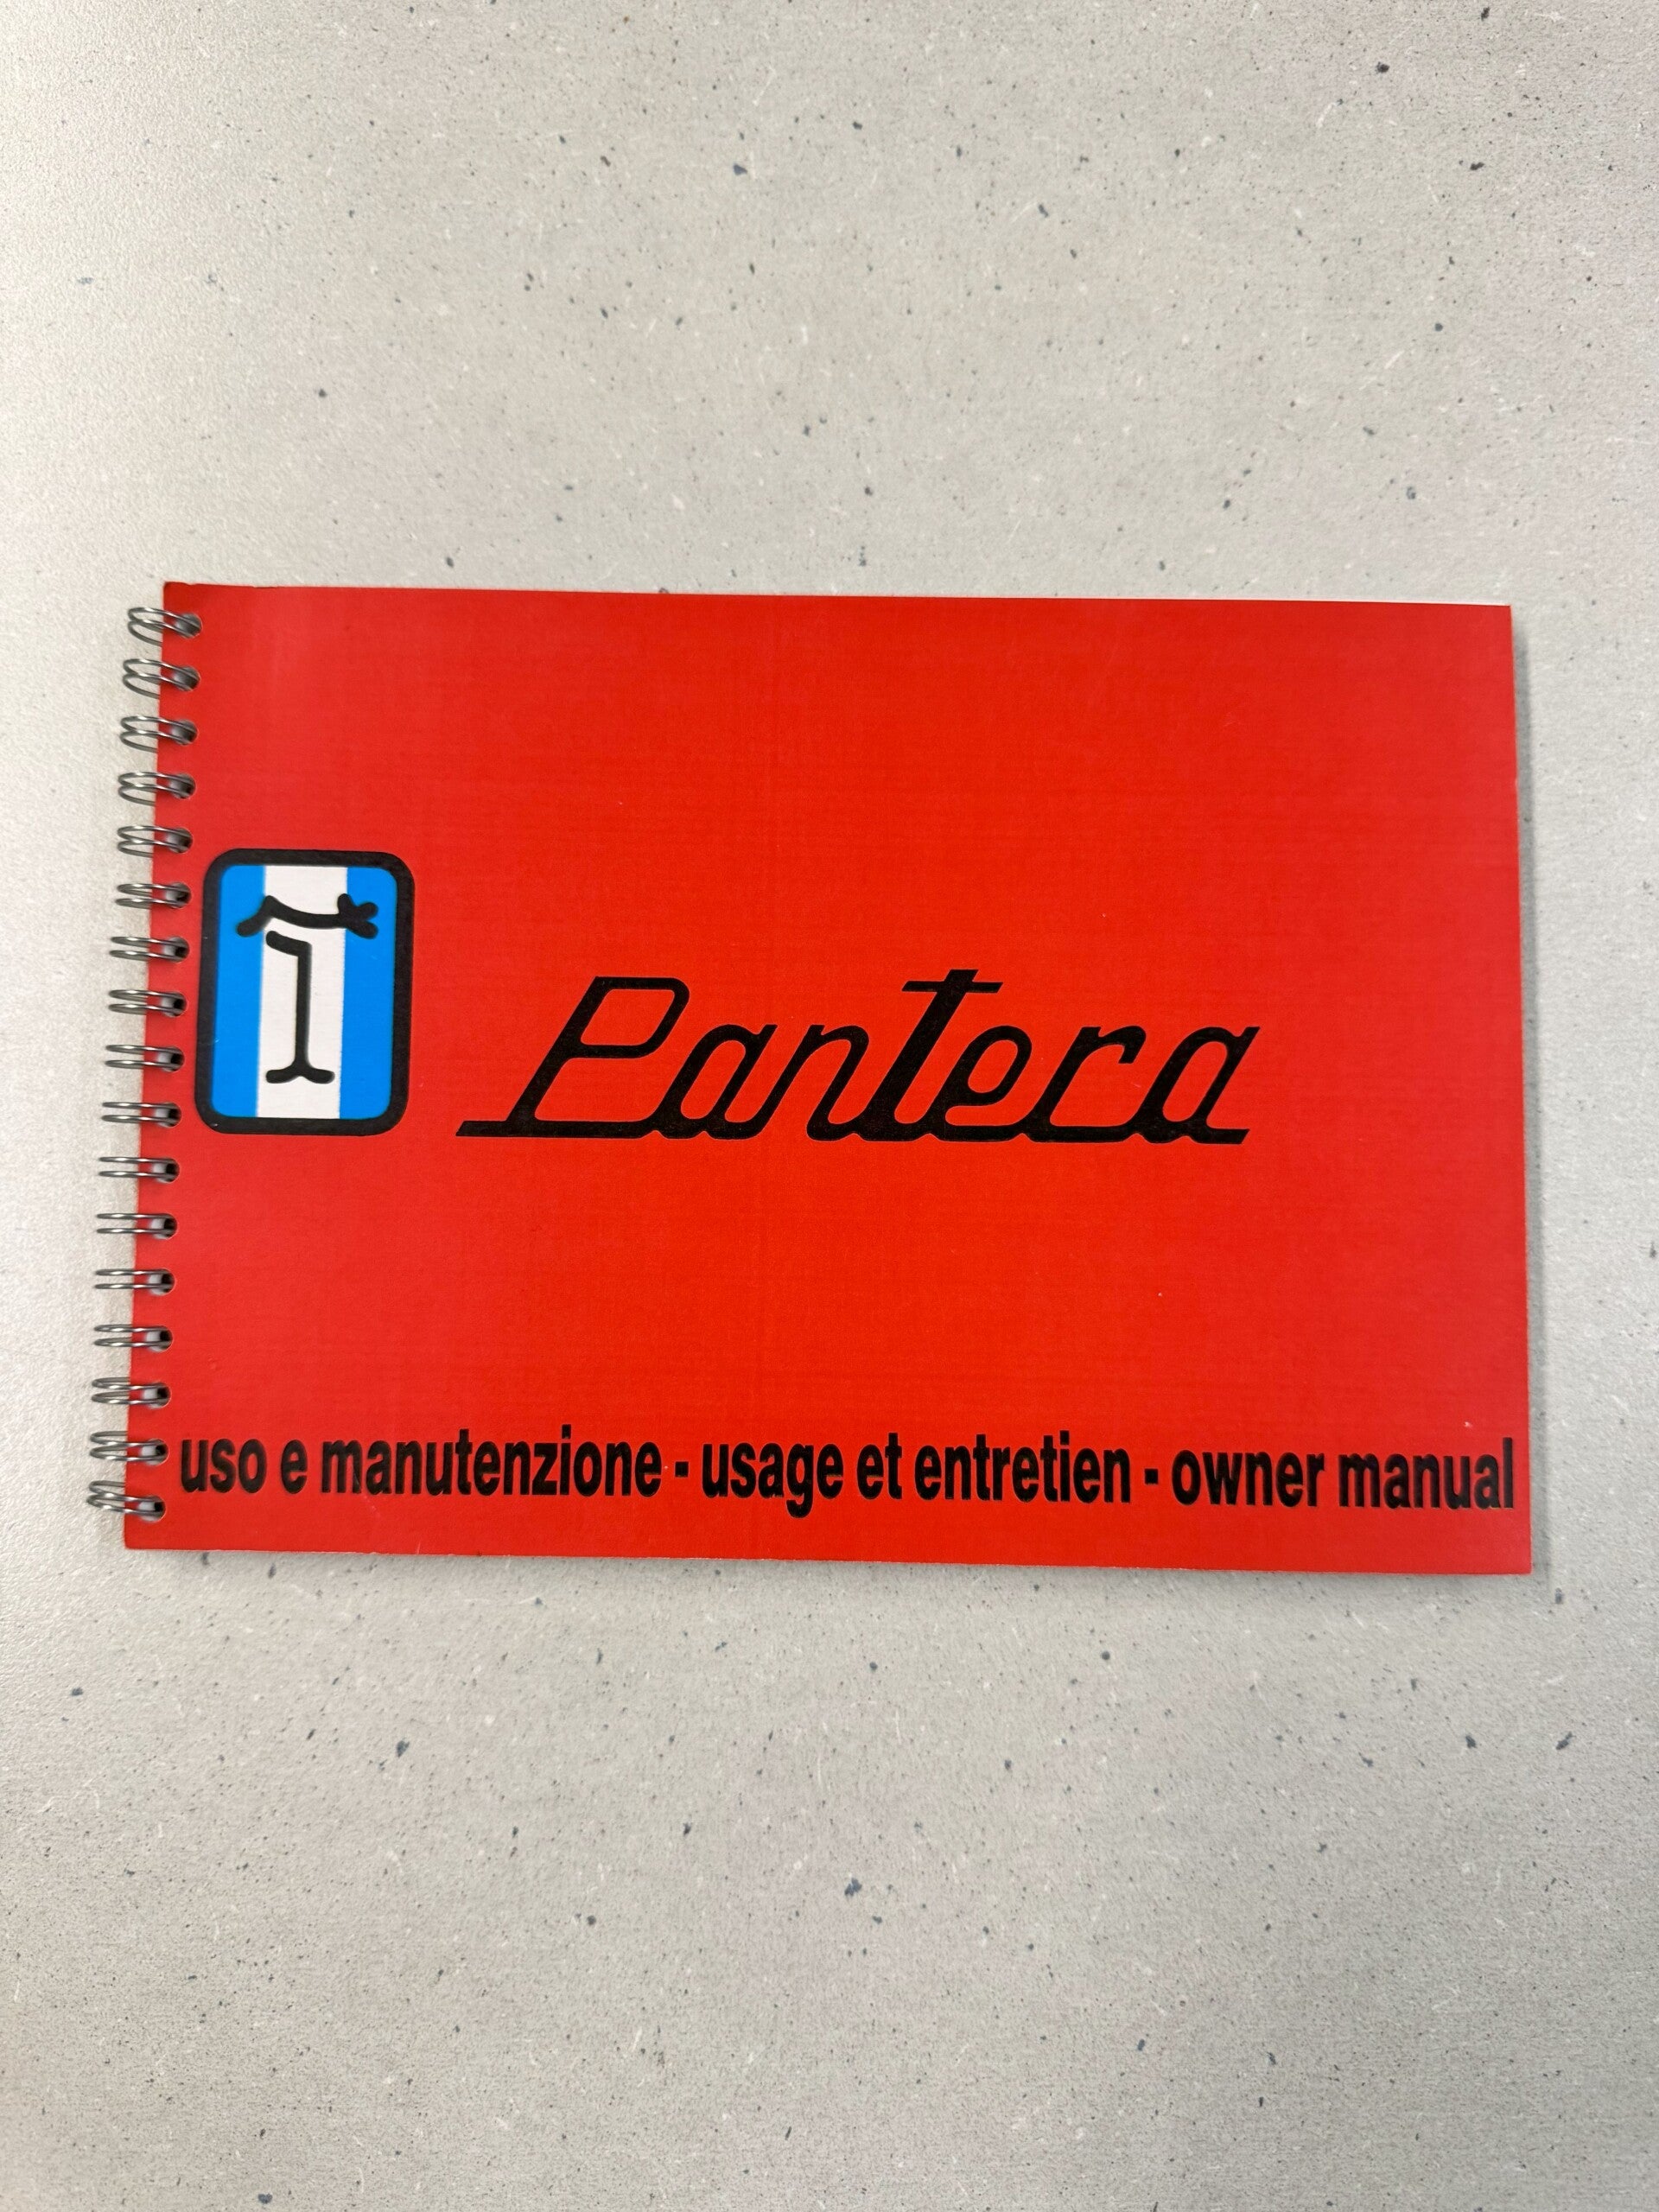 Pantera
uso e manutenzione - usage et entretien - owner manual